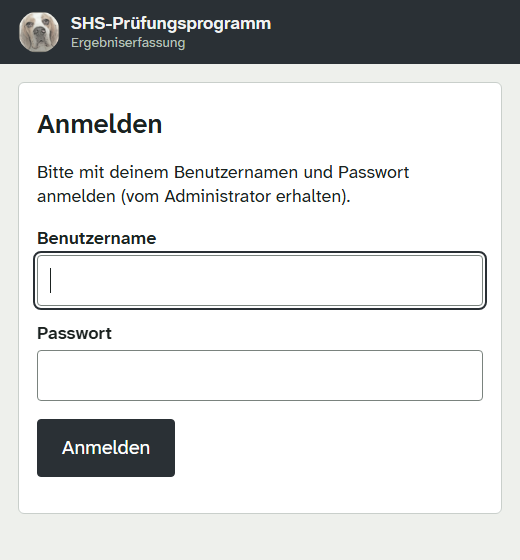 SHS-Prüfungsprogramm
Ergebniserfassung
Anmelden
Bitte mit deinem Benutzernamen und Passwort
anmelden (vom Administrator erhalten).
Benutzername
Passwort
Anmelden